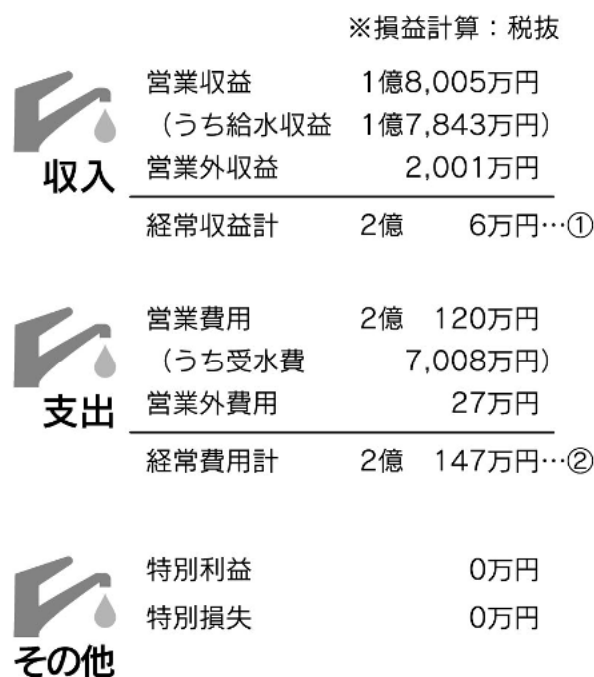 ※損益計算：税抜
営業収益 1億8,005万円
（うち給水収益 1億7,843万円）
営業外収益 2,001万円
収入
経常収益計 2億 6万円…①
営業費用 2億 120万円
（うち受水費 7,008万円）
営業外費用 27万円
支出
経常費用計 2億 147万円…②
特別利益 0万円
特別損失 0万円
その他